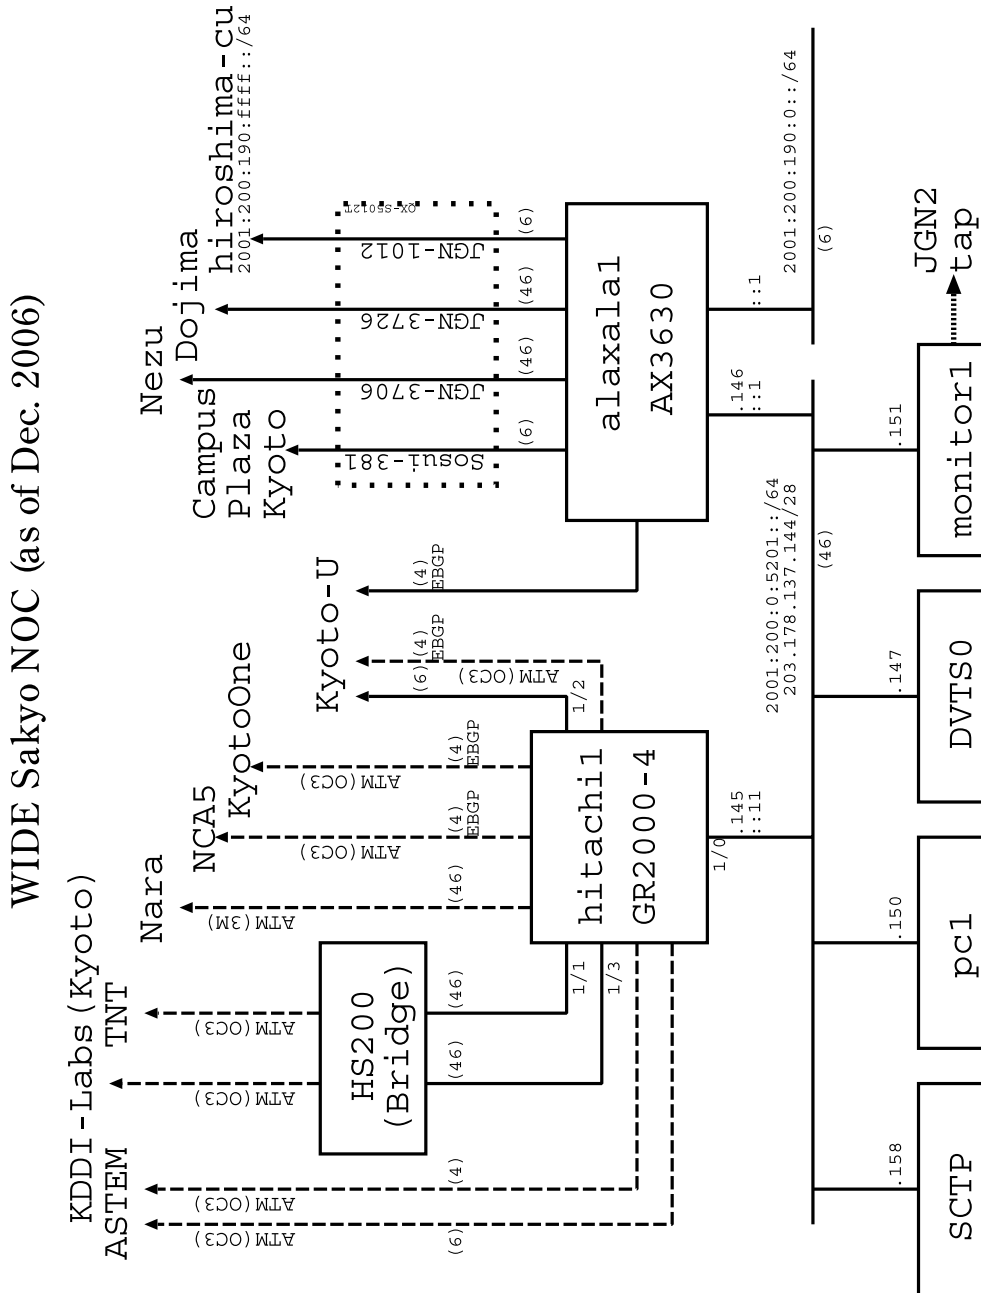 WIDE Sakyo NOC (as of Dec. 2006)
KDDI-Labs(Kyoto)
ASTEM
TNT
Nara
NCA5
KyotoOne
Kyoto-U
Campus
Plaza
Kyoto
Nezu
Dojima
hiroshima-cu
2001:200:190:ffff::/64
ATM(OC3)
ATM(OC3)
ATM(OC3)
ATM(OC3)
ATM(3M)
ATM(OC3)
ATM(OC3)
ATM(OC3)
(6)
(4)
(46)
(46)
(46)
(4)
EBGP
(4)
EBGP
(6)
(4)
EBGP
(4)
EBGP
HS200
(Bridge)
QX-S5012T
Sosui-381
JGN-3706
JGN-3726
JGN-1012
(6)
(46)
(46)
(6)
1/1
1/3
1/2
1/0
hitachi1
GR2000-4
alaxala1
AX3630
.145
::11
.146
::1
::1
2001:200:0:5201::/64
203.178.137.144/28
(46)
2001:200:190:0::/64
(6)
.158
.150
.147
.151
SCTP
pc1
DVTS0
monitor1
JGN2
tap